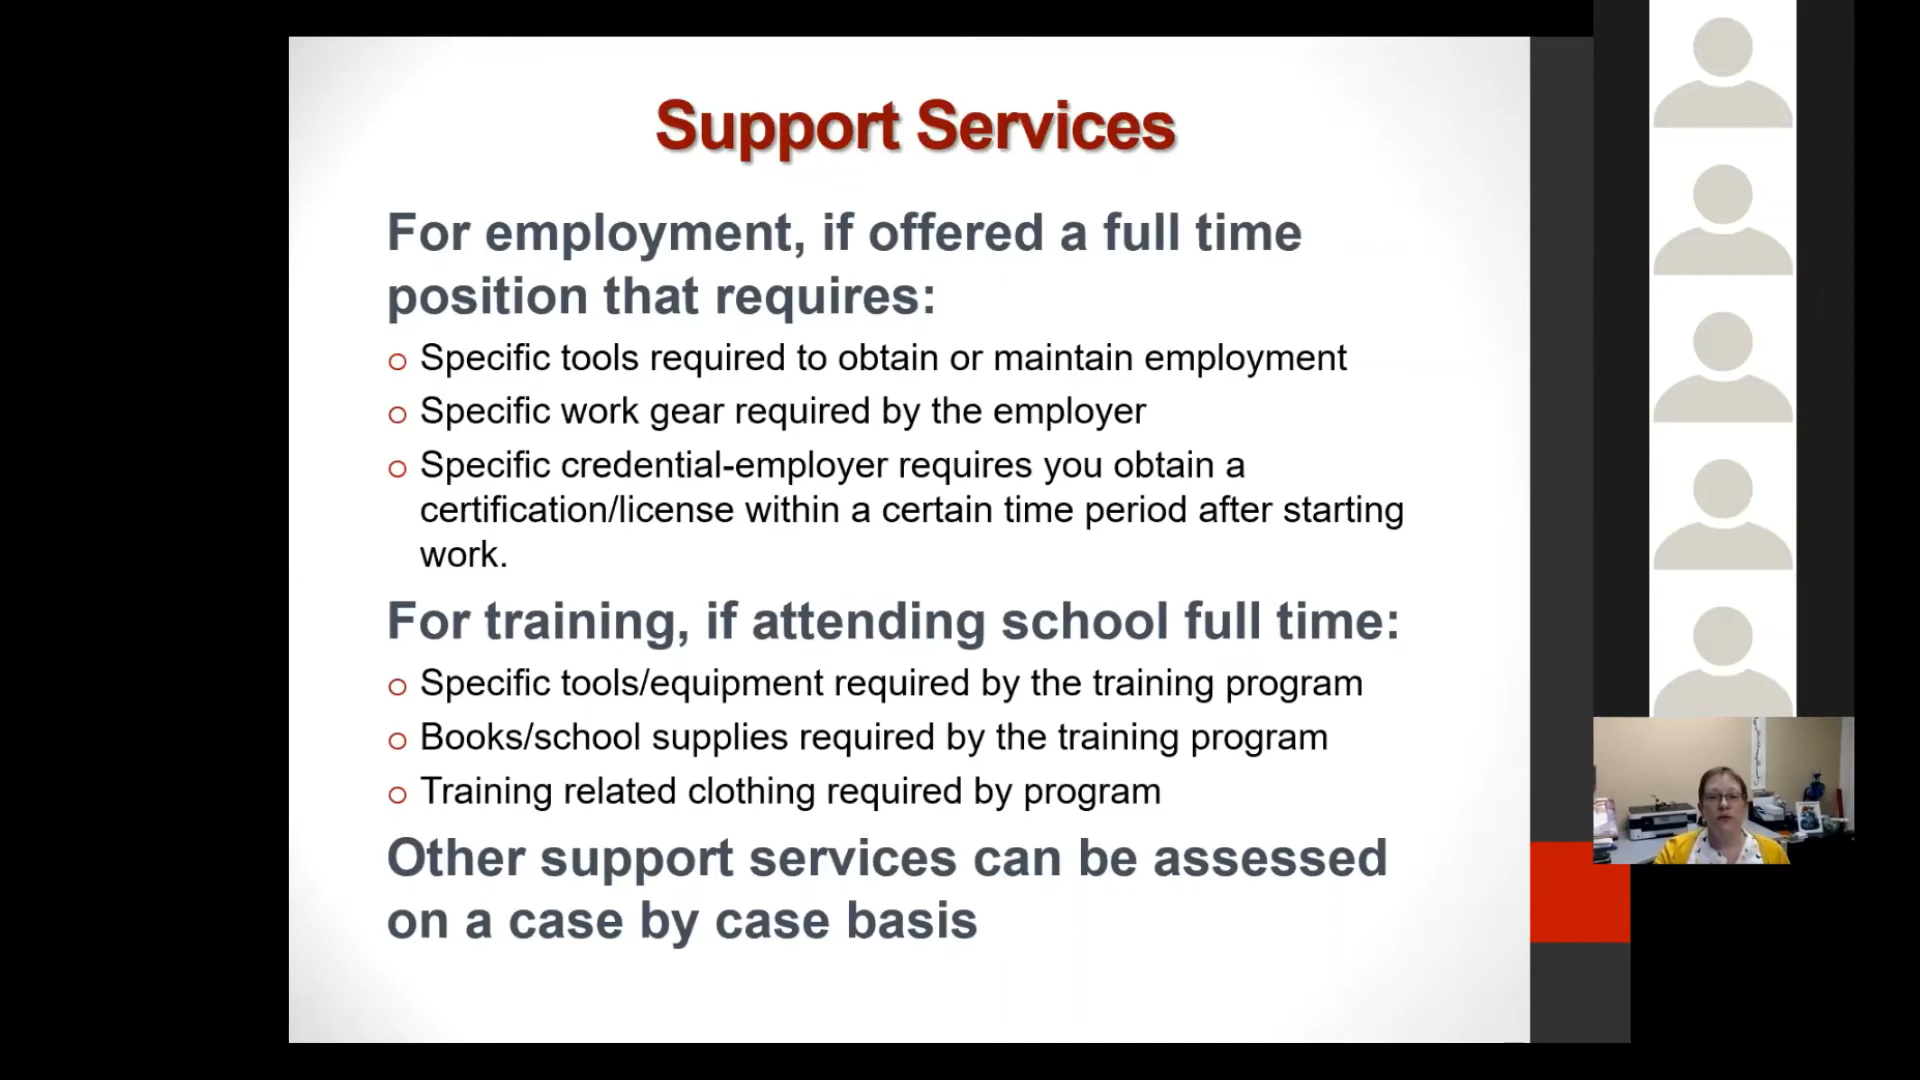 Support Services
For employment, if offered a full time
position that requires:
Specific tools required to obtain or maintain employment
Specific work gear required by the employer
Specific credential-employer requires you obtain a
certification/license within a certain time period after starting
work.
For training, if attending school full time:
Specific tools/equipment required by the training program
Books/school supplies required by the training program
Training related clothing required by program
Other support services can be assessed
on a case by case basis